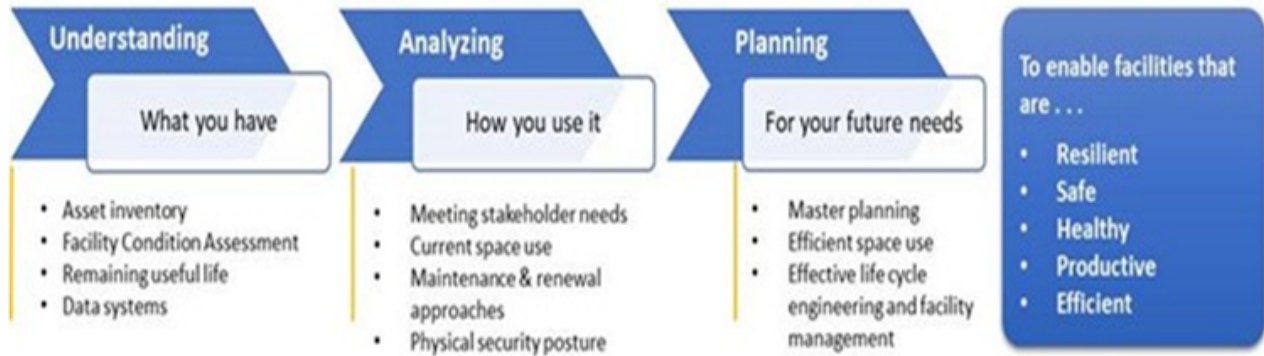 Understanding
What you have
• Asset inventory
• Facility Condition Assessment
• Remaining useful life
• Data systems
Analyzing
How you use it
• Meeting stakeholder needs
• Current space use
• Maintenance & renewal
approaches
• Physical security posture
Planning
For your future needs
• Master planning
• Efficient space use
• Effective life cycle
engineering and facility
management
To enable facilities that
are . . .
• Resilient
• Safe
• Healthy
• Productive
• Efficient